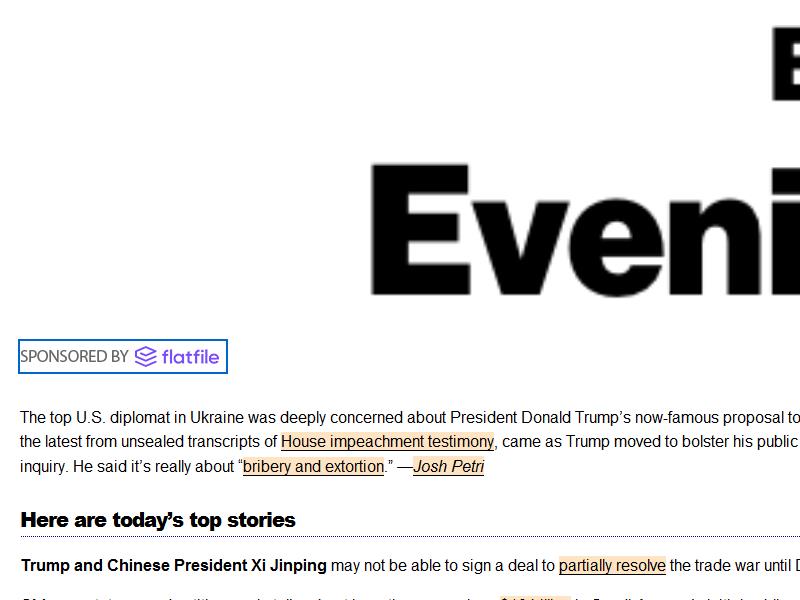 Eveni
SPONSORED BY flatfile
The top U.S. diplomat in Ukraine was deeply concerned about President Donald Trump’s now-famous proposal to
the latest from unsealed transcripts of House impeachment testimony, came as Trump moved to bolster his public
inquiry. He said it’s really about “bribery and extortion.” —Josh Petri
Here are today’s top stories
Trump and Chinese President Xi Jinping may not be able to sign a deal to partially resolve the trade war until